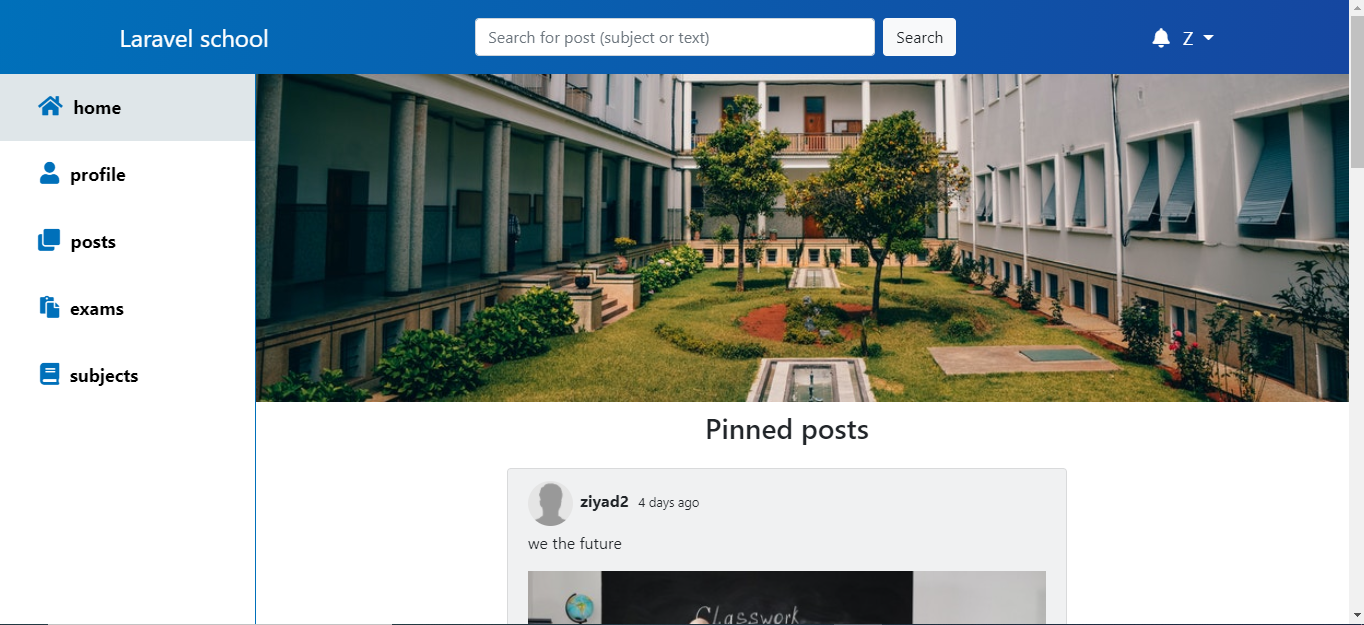 Laravel school
Search for post (subject or text)
Search
Z
home
profile
posts
exams
subjects
Pinned posts
ziyad2 4 days ago
we the future
Classwork